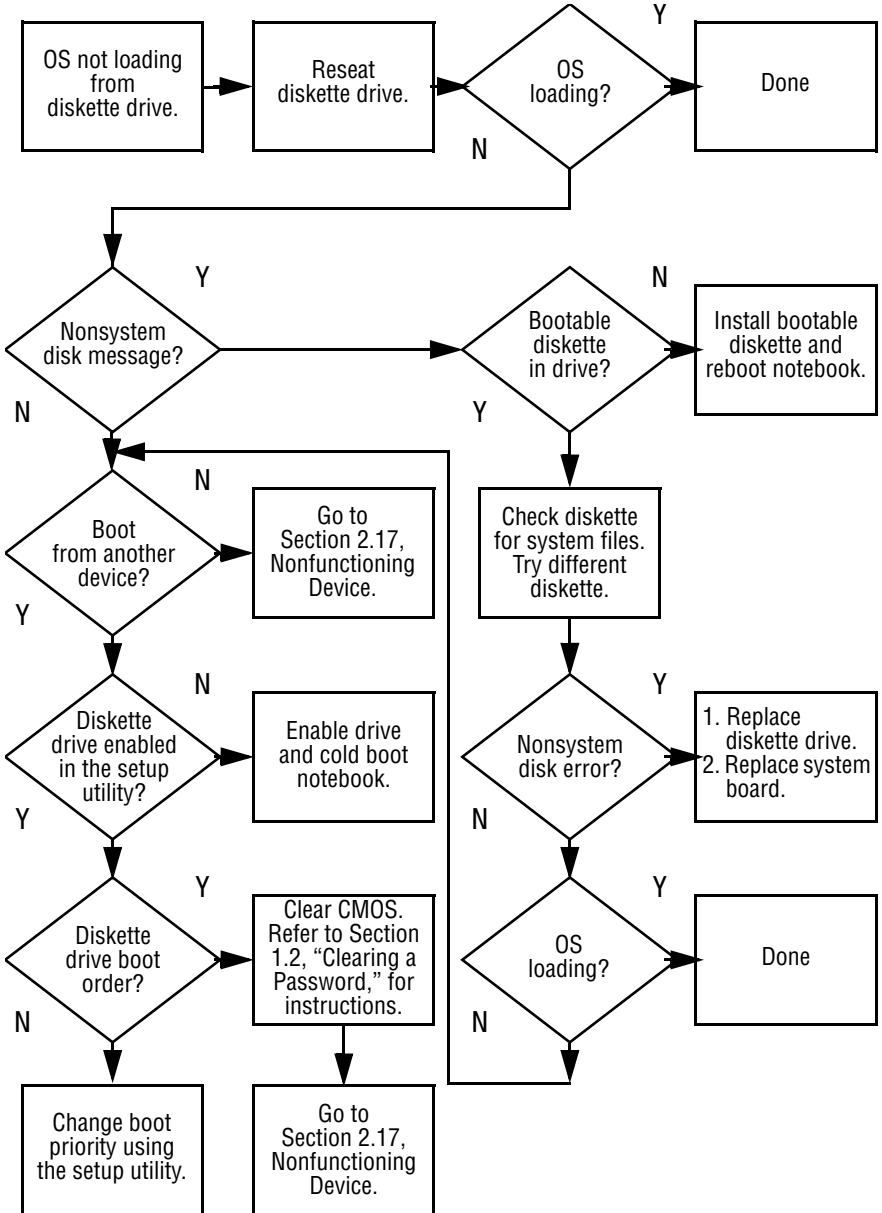 OS not loading
from
diskette drive.
Reseat
diskette drive.
OS
loading?
Y
N
Done
Nonsystem
disk message?
Y
N
Bootable
diskette
in drive?
N
Y
Install bootable
diskette and
reboot notebook.
Boot
from another
device?
N
Y
Go to
Section 2.17,
Nonfunctioning
Device.
Check diskette
for system files.
Try different
diskette.
Diskette
drive enabled
in the setup
utility?
N
Y
Enable drive
and cold boot
notebook.
Nonsystem
disk error?
Y
N
1. Replace
diskette drive.
2. Replace system
board.
Diskette
drive boot
order?
Y
N
Clear CMOS.
Refer to Section
1.2, “Clearing a
Password,” for
instructions.
OS
loading?
Y
N
Done
Change boot
priority using
the setup utility.
Go to
Section 2.17,
Nonfunctioning
Device.